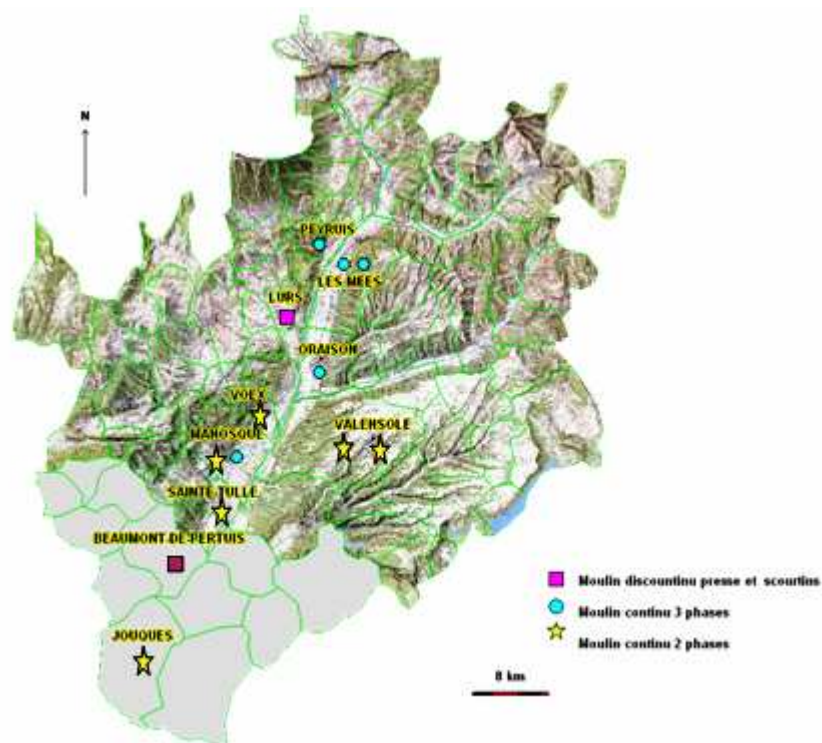 N
PEYRUIS
LES MEES
LURS
ORAISON
VOLX
VALENSOLE
MANOSQUE
SAINTE-TULLE
BEAUMONT-DE-PERTUIS
Moulin discountinu presse et scourtins
Moulin continu 3 phases
JOUQUES
Moulin continu 2 phases
8 km